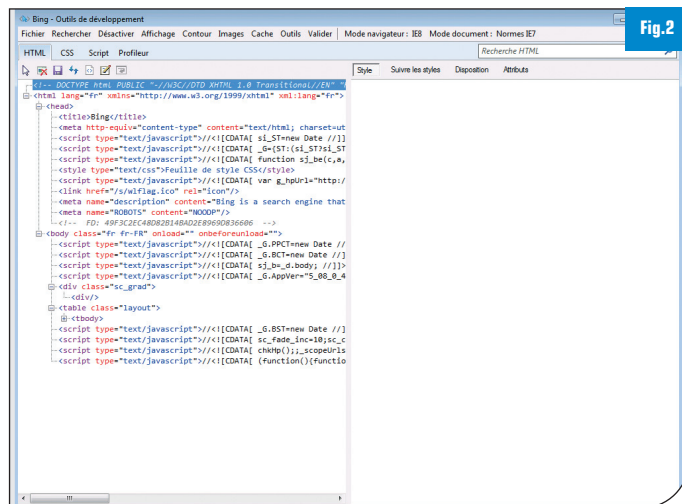 Bing - Outils de développement
Fig.2
Fichier Rechercher Désactiver Affichage Contour Images Cache Outils Valider | Mode navigateur : IE8 Mode document : Normes IE7
HTML CSS Script Profileur
Recherche HTML
Style Suivre les styles Disposition Attributs
<!-- DOCTYPE html PUBLIC "-//W3C//DTD XHTML 1.0 Transitional//EN" "
<html lang="fr" xmlns="http://www.w3.org/1999/xhtml" xml:lang="fr">
<head>
<title>Bing</title>
<meta http-equiv="content-type" content="text/html; charset=ut
<script type="text/javascript">//<![CDATA[ si_ST=new Date //]
<script type="text/javascript">//<![CDATA[ _G={ST:(si_ST?si_ST
<script type="text/javascript">//<![CDATA[ function sj_be(c,a,
<style type="text/css">Feuille de style CSS</style>
<script type="text/javascript">//<![CDATA[ var g_hpUrl="http:/
<link href="/s/wlflag.ico" rel="icon"/>
<meta name="description" content="Bing is a search engine that
<meta name="ROBOTS" content="NOODP"/>
<!-- FD: 49F3C2EC48D82B14BAD2E8969D836606 -->
<body class="fr fr-FR" onload="" onbeforeunload="">
<script type="text/javascript">//<![CDATA[ _G.PPCT=new Date //
<script type="text/javascript">//<![CDATA[ _G.BCT=new Date //]
<script type="text/javascript">//<![CDATA[ sj_b=_d.body; //]]>
<script type="text/javascript">//<![CDATA[ _G.AppVer="5_08_0_4
<div class="sc_grad">
<div/>
<table class="layout">
<tbody>
<script type="text/javascript">//<![CDATA[ _G.BST=new Date //]
<script type="text/javascript">//<![CDATA[ sc_fade_inc=10;sc_c
<script type="text/javascript">//<![CDATA[ chkHp();;_scopeUrls
<script type="text/javascript">//<![CDATA[ (function(){functio